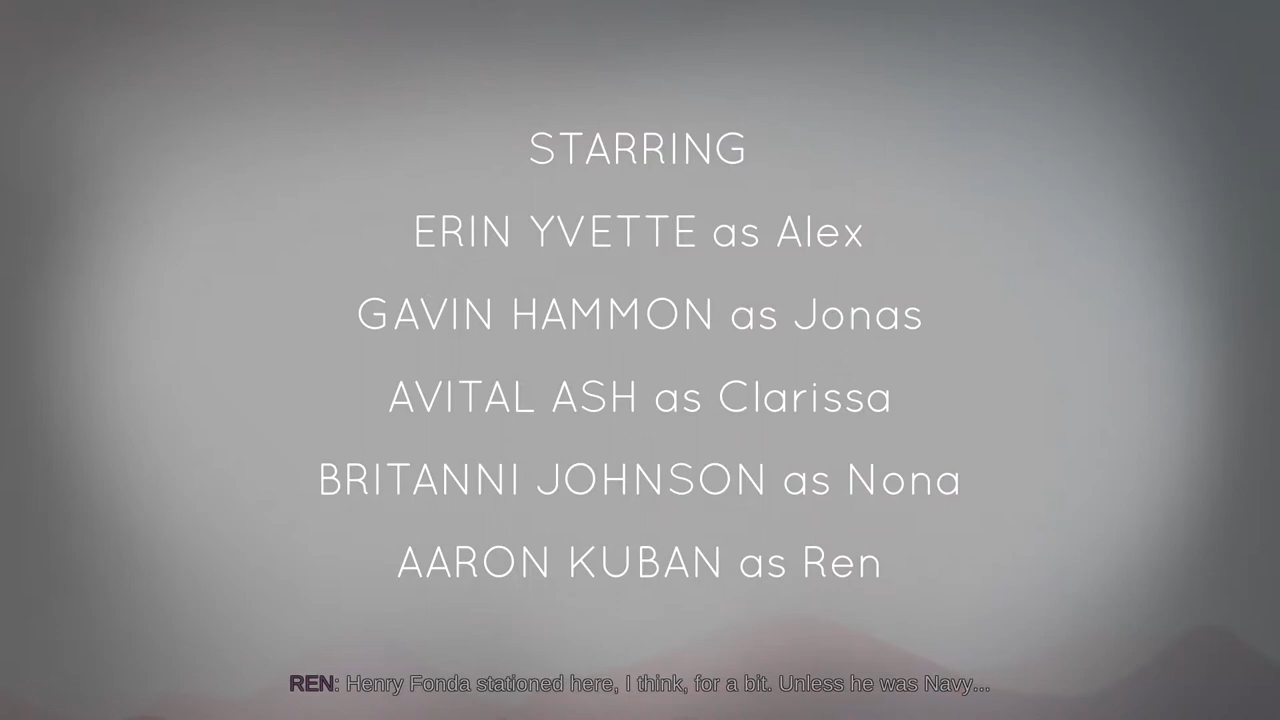 STARRING
ERIN YVETTE as Alex
GAVIN HAMMON as Jonas
AVITAL ASH as Clarissa
BRITANNI JOHNSON as Nona
AARON KUBAN as Ren
REN: Henry Fonda stationed here, I think, for a bit. Unless he was Navy...